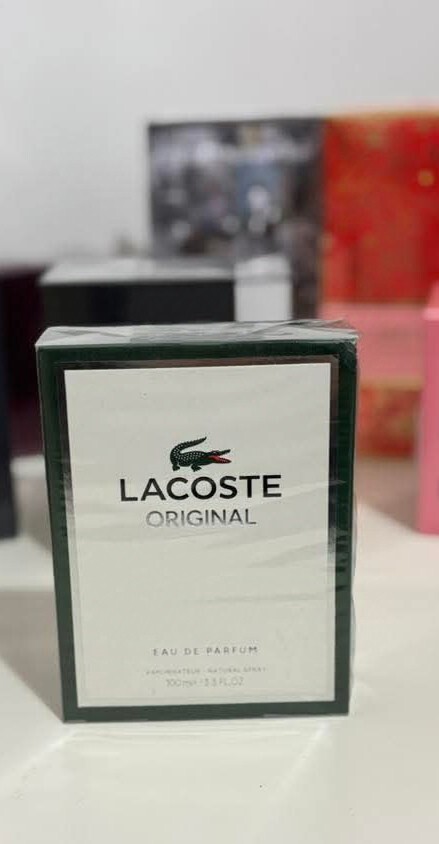 LACOSTE
ORIGINAL
EAU DE PARFUM
VAPORISATEUR - NATURAL SPRAY
100 ml / 3.3 FL.OZ